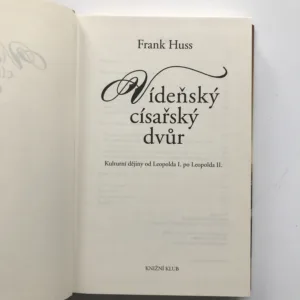 Frank Huss
Vídeňský
císařský
dvůr
Kulturní dějiny od Leopolda I. po Leopolda II.
KNIŽNÍ KLUB